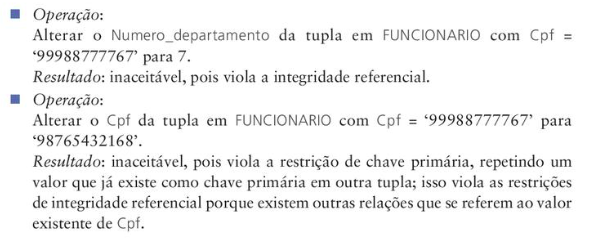 ■ Operação:
Alterar o Numero_departamento da tupla em FUNCIONARIO com Cpf =
‘99988777767’ para 7.
Resultado: inaceitável, pois viola a integridade referencial.
■ Operação:
Alterar o Cpf da tupla em FUNCIONARIO com Cpf = ‘99988777767’ para
‘98765432168’.
Resultado: inaceitável, pois viola a restrição de chave primária, repetindo um
valor que já existe como chave primária em outra tupla; isso viola as restrições
de integridade referencial porque existem outras relações que se referem ao valor
existente de Cpf.